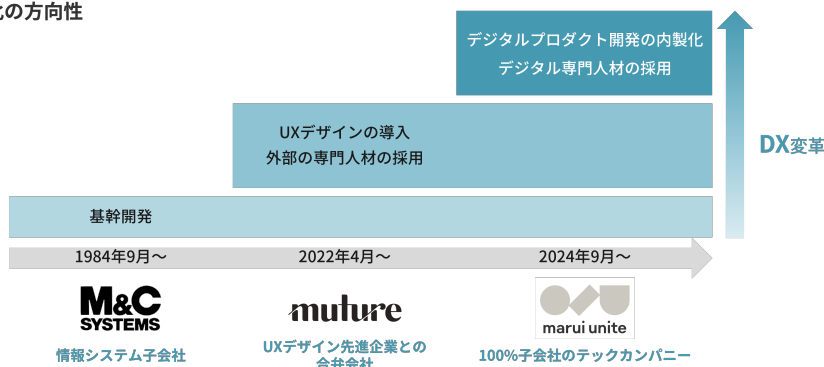 の方向性
デジタルプロダクト開発の内製化
デジタル専門人材の採用
UXデザインの導入
外部の専門人材の採用
DX変革
基幹開発
1984年9月～
2022年4月～
2024年9月～
M&C
SYSTEMS
muture
marui unite
情報システム子会社
UXデザイン先進企業との
合弁会社
100%子会社のテックカンパニー